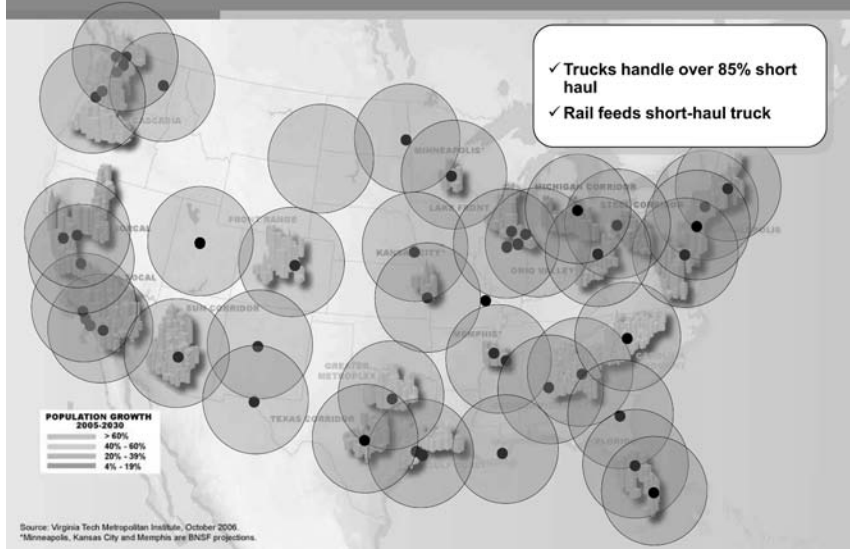 ✓ Trucks handle over 85% short
haul
✓ Rail feeds short-haul truck
CASCADIA
MINNEAPOLIS*
MICHIGAN CORRIDOR
STEEL CORRIDOR
LAKE FRONT
NORCAL
FRONT RANGE
KANSAS CITY*
OHIO VALLEY
SOCAL
SUN CORRIDOR
MEMPHIS*
GREATER
METROPLEX
TEXAS CORRIDOR
FLORIDA
POPULATION GROWTH
2005-2030
> 60%
40% - 60%
20% - 39%
4% - 19%
Source: Virginia Tech Metropolitan Institute, October 2006.
*Minneapolis, Kansas City and Memphis are BNSF projections.